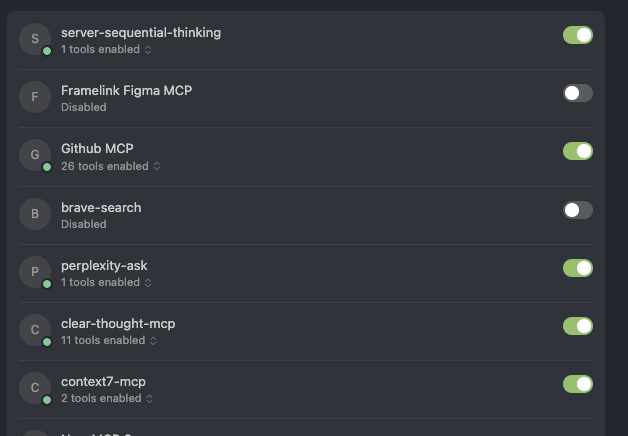 S
server-sequential-thinking
1 tools enabled
F
Framelink Figma MCP
Disabled
G
Github MCP
26 tools enabled
B
brave-search
Disabled
P
perplexity-ask
1 tools enabled
C
clear-thought-mcp
11 tools enabled
C
context7-mcp
2 tools enabled